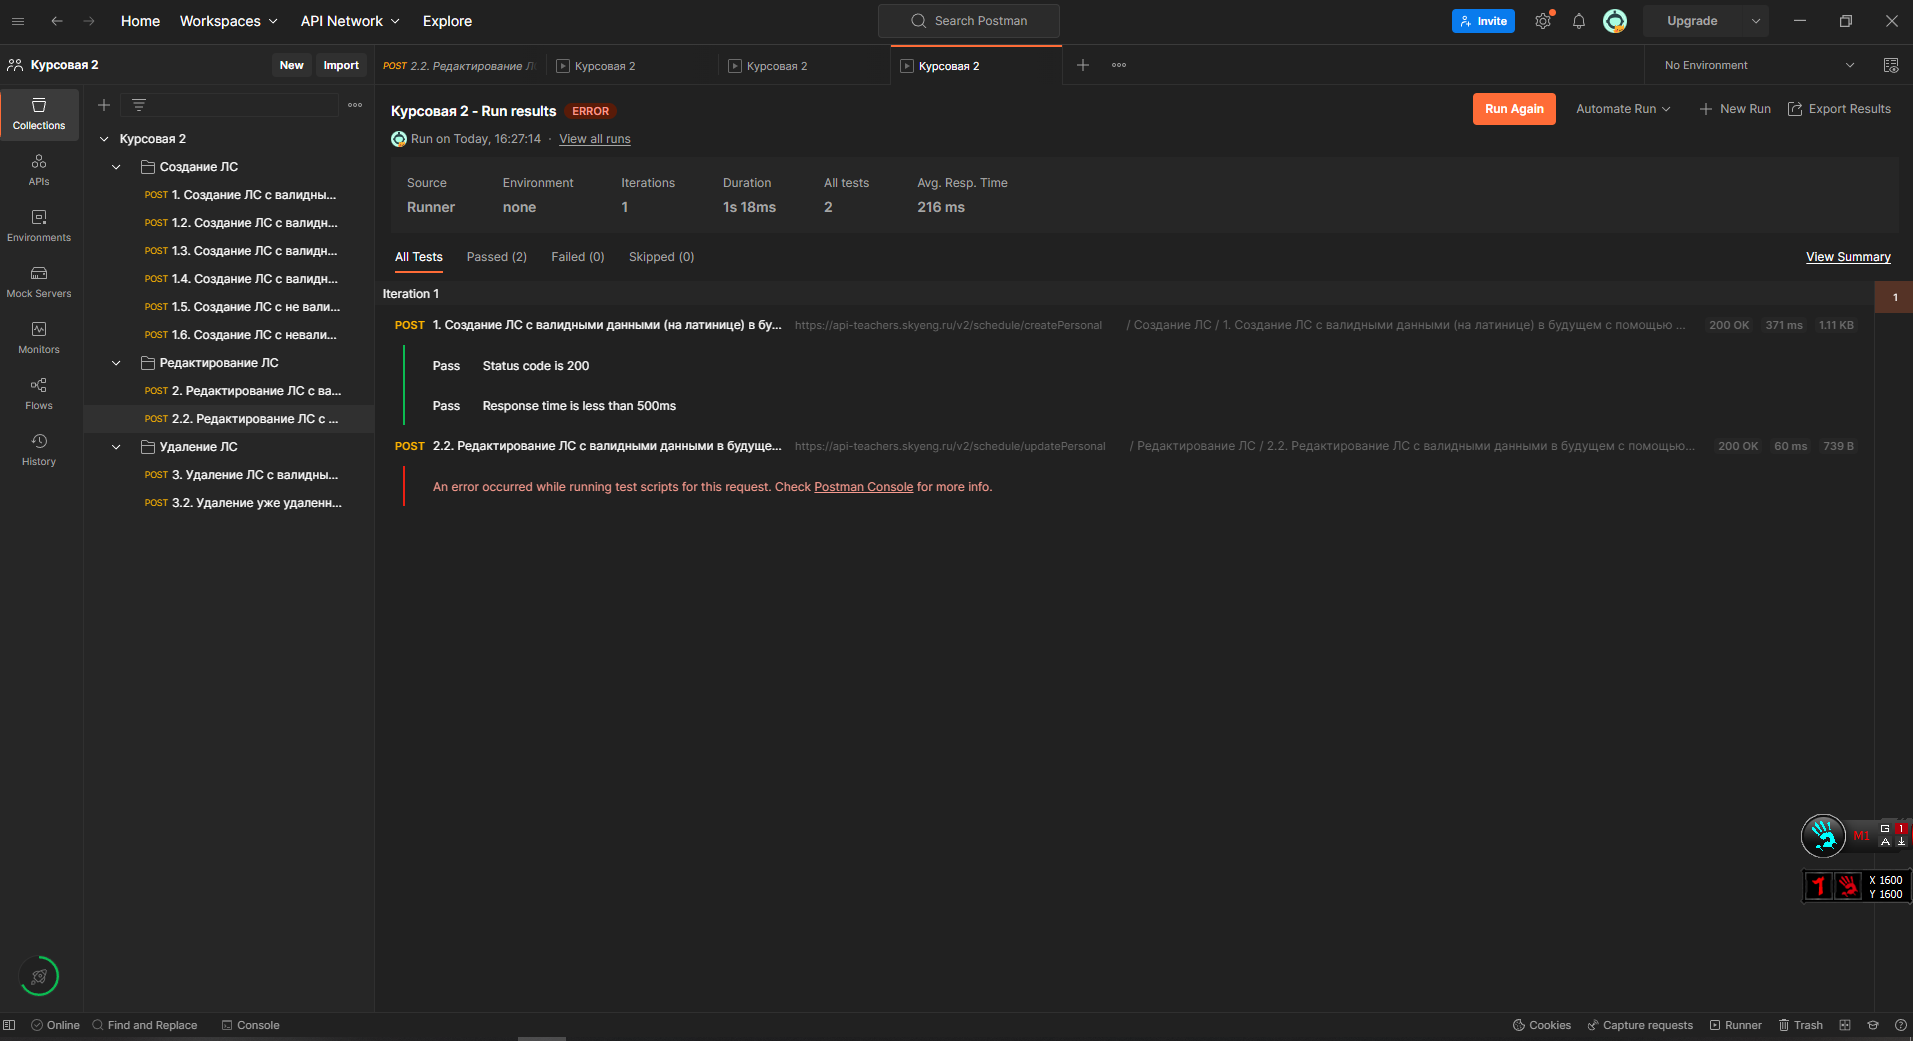 Home Workspaces API Network Explore
Search Postman
Invite
Upgrade
Курсовая 2
New Import
POST 2.2. Редактирование Л
Курсовая 2
Курсовая 2
Курсовая 2
No Environment
Collections
APIs
Environments
Mock Servers
Monitors
Flows
History
Курсовая 2
Создание ЛС
POST 1. Создание ЛС с валидны...
POST 1.2. Создание ЛС с валидн...
POST 1.3. Создание ЛС с валидн...
POST 1.4. Создание ЛС с валидн...
POST 1.5. Создание ЛС с не вали...
POST 1.6. Создание ЛС с невали...
Редактирование ЛС
POST 2. Редактирование ЛС с ва...
POST 2.2. Редактирование ЛС с ...
Удаление ЛС
POST 3. Удаление ЛС с валидны...
POST 3.2. Удаление уже удаленн...
Курсовая 2 - Run results ERROR
Run Again Automate Run New Run Export Results
Run on Today, 16:27:14 · View all runs
Source Environment Iterations Duration All tests Avg. Resp. Time
Runner none 1 1s 18ms 2 216 ms
All Tests Passed (2) Failed (0) Skipped (0) View Summary
Iteration 1
1
POST 1. Создание ЛС с валидными данными (на латинице) в бу... https://api-teachers.skyeng.ru/v2/schedule/createPersonal / Создание ЛС / 1. Создание ЛС с валидными данными (на латинице) в будущем с помощью ... 200 OK 371 ms 1.11 KB
Pass Status code is 200
Pass Response time is less than 500ms
POST 2.2. Редактирование ЛС с валидными данными в будуще... https://api-teachers.skyeng.ru/v2/schedule/updatePersonal / Редактирование ЛС / 2.2. Редактирование ЛС с валидными данными в будущем с помощью... 200 OK 60 ms 739 B
An error occurred while running test scripts for this request. Check Postman Console for more info.
M1 G 1
A
X 1600
Y 1600
Online Find and Replace Console Cookies Capture requests Runner Trash